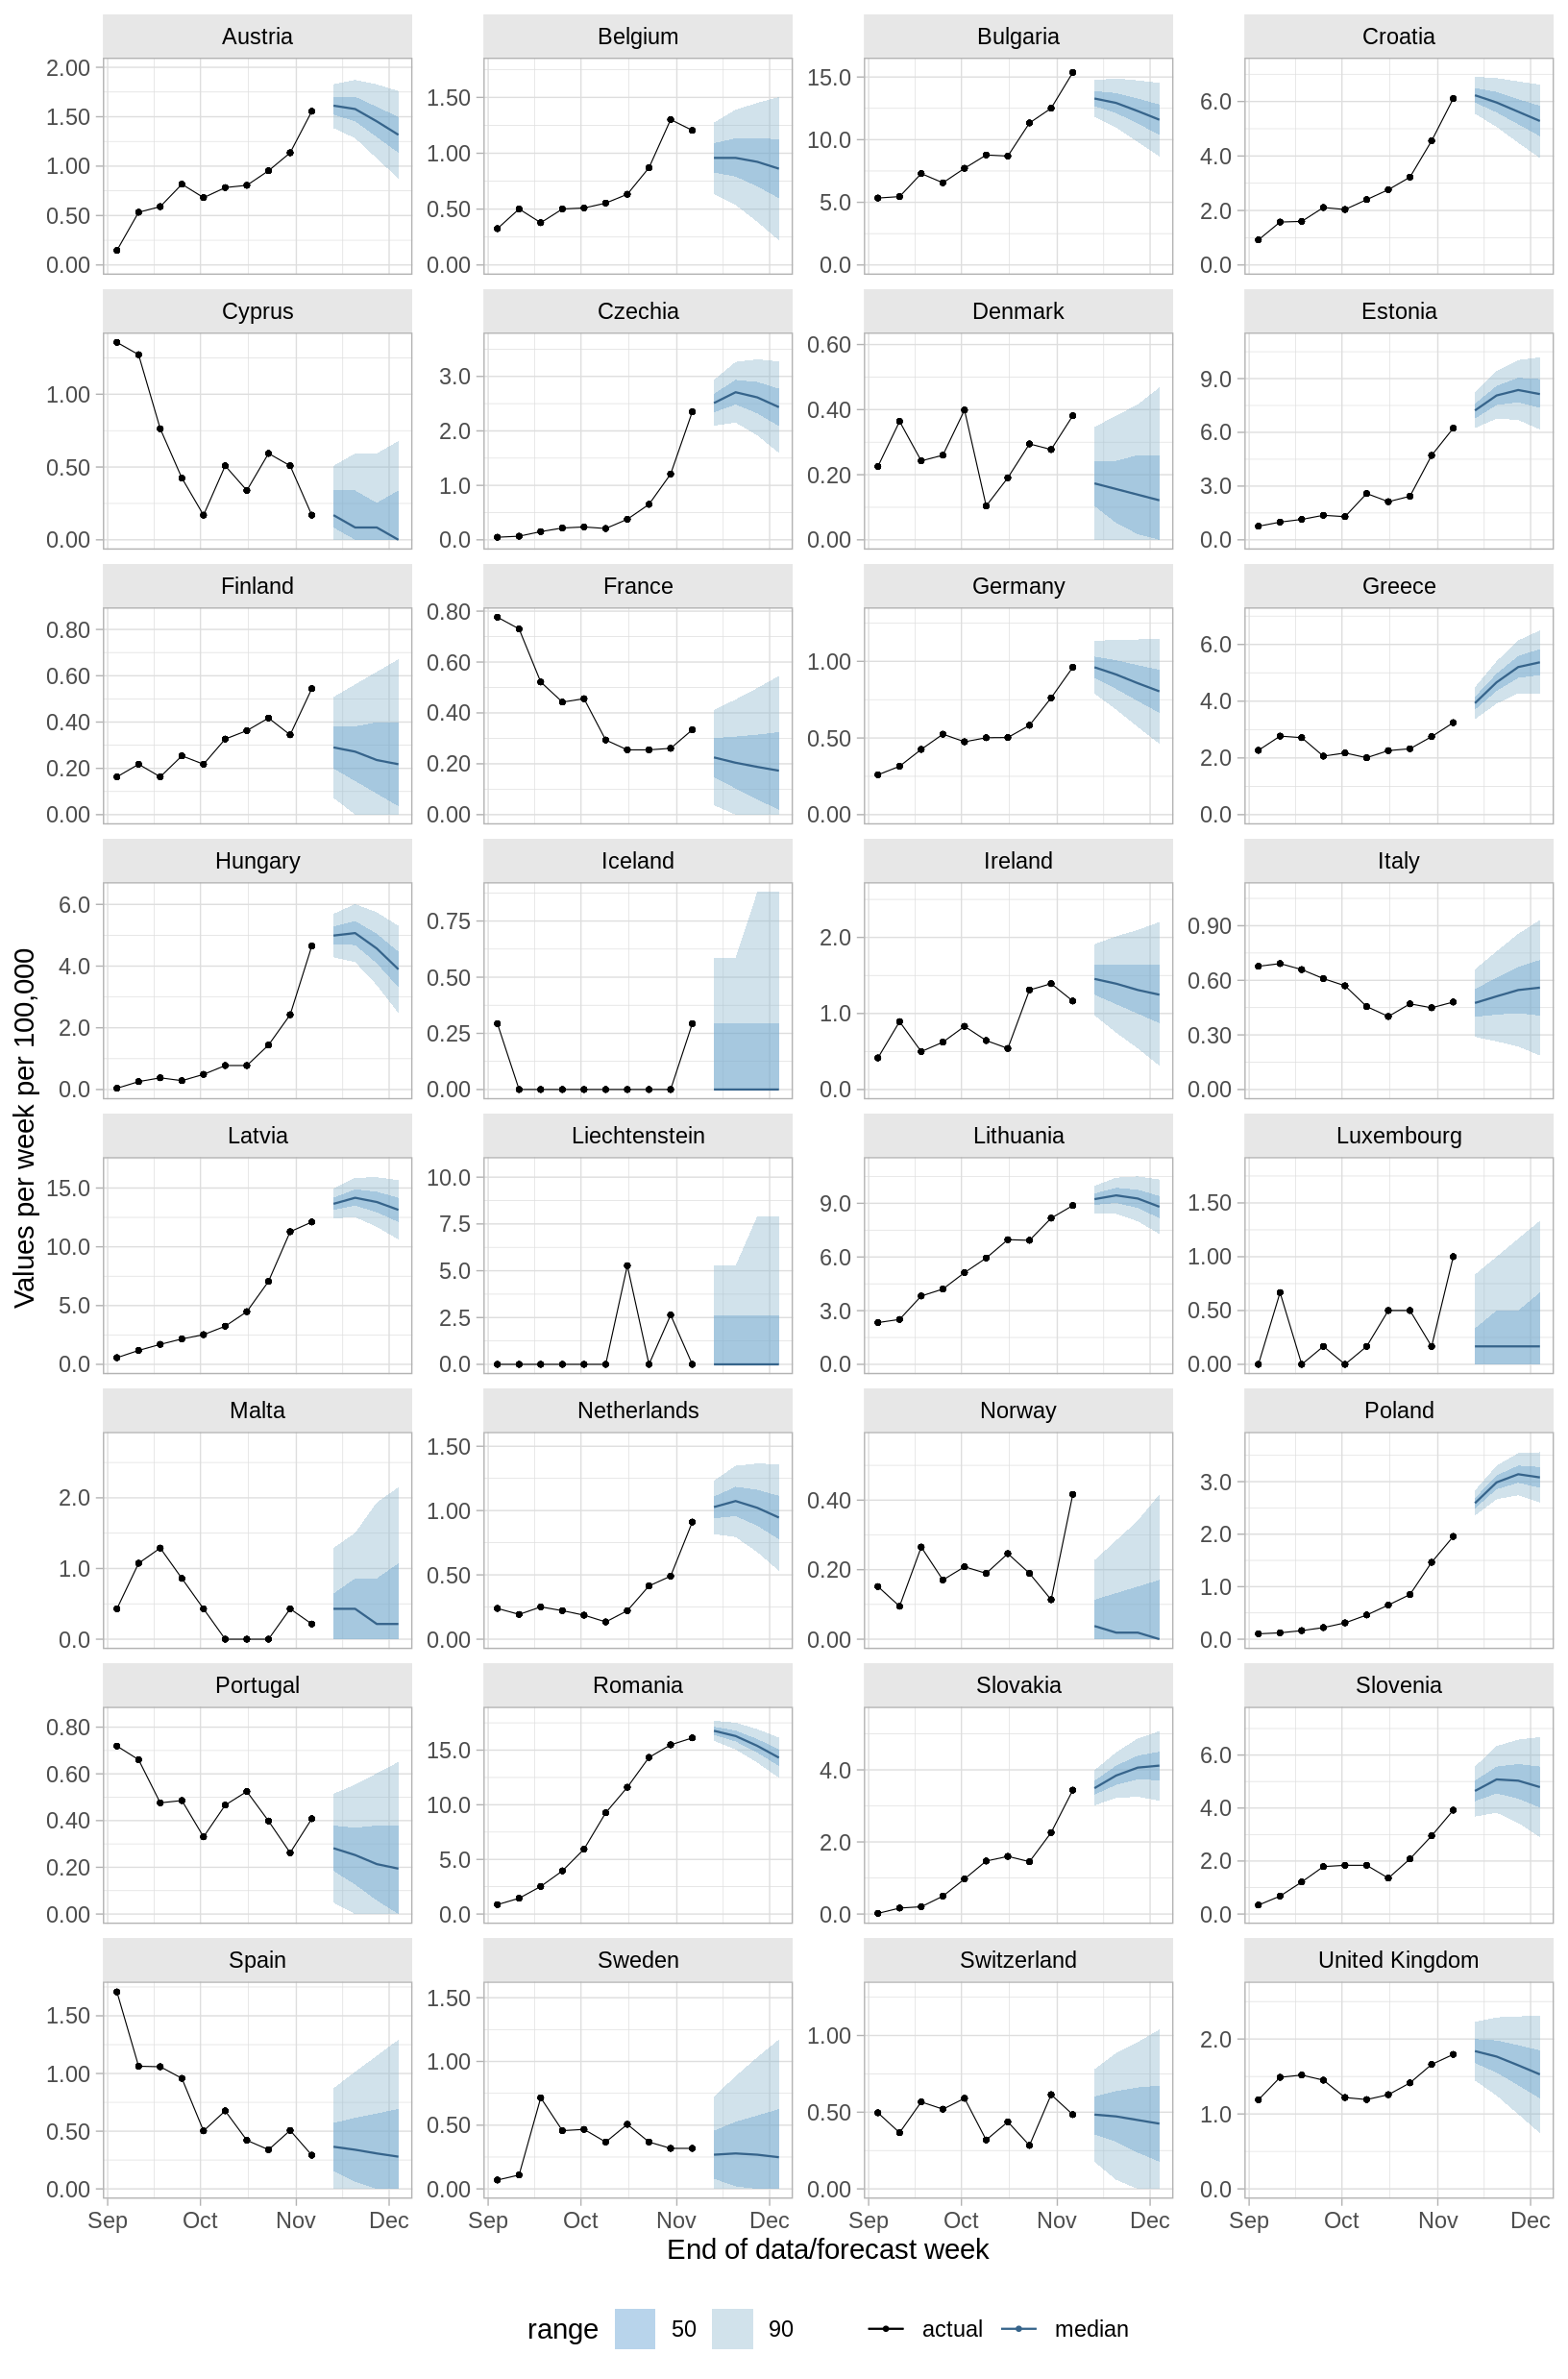 Austria Belgium Bulgaria Croatia
2.00 1.50 1.00 0.50 0.00
1.50 1.00 0.50 0.00
15.0 10.0 5.0 0.0
6.0 4.0 2.0 0.0
Cyprus Czechia Denmark Estonia
1.00 0.50 0.00
3.0 2.0 1.0 0.0
0.60 0.40 0.20 0.00
9.0 6.0 3.0 0.0
Finland France Germany Greece
0.80 0.60 0.40 0.20 0.00
0.80 0.60 0.40 0.20 0.00
1.00 0.50 0.00
6.0 4.0 2.0 0.0
Hungary Iceland Ireland Italy
6.0 4.0 2.0 0.0
0.75 0.50 0.25 0.00
2.0 1.0 0.0
0.90 0.60 0.30 0.00
Values per week per 100,000
Latvia Liechtenstein Lithuania Luxembourg
15.0 10.0 5.0 0.0
10.0 7.5 5.0 2.5 0.0
9.0 6.0 3.0 0.0
1.50 1.00 0.50 0.00
Malta Netherlands Norway Poland
2.0 1.0 0.0
1.50 1.00 0.50 0.00
0.40 0.20 0.00
3.0 2.0 1.0 0.0
Portugal Romania Slovakia Slovenia
0.80 0.60 0.40 0.20 0.00
15.0 10.0 5.0 0.0
4.0 2.0 0.0
6.0 4.0 2.0 0.0
Spain Sweden Switzerland United Kingdom
1.50 1.00 0.50 0.00
1.50 1.00 0.50 0.00
1.00 0.50 0.00
2.0 1.0 0.0
Sep Oct Nov Dec Sep Oct Nov Dec Sep Oct Nov Dec Sep Oct Nov Dec
End of data/forecast week
range 50 90 actual median